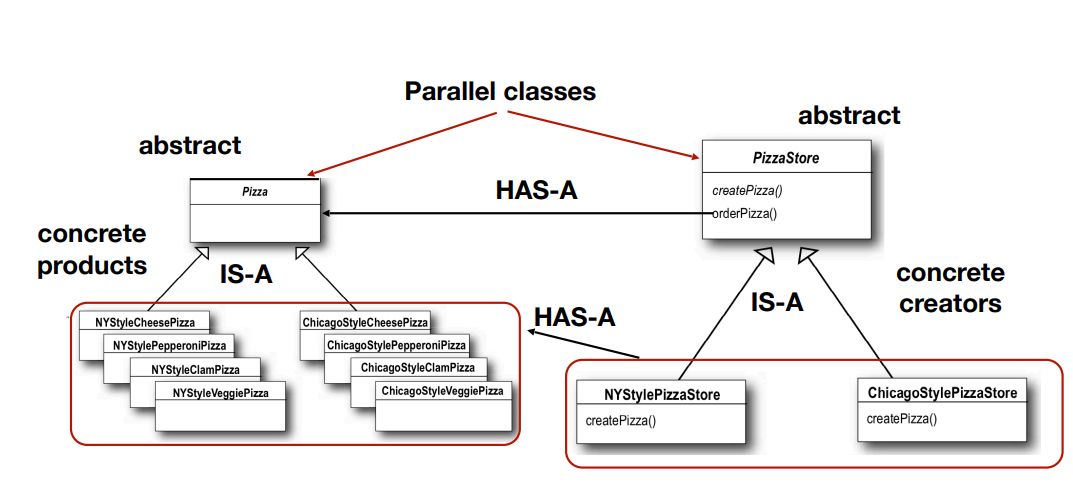 Parallel classes
abstract
abstract
PizzaStore
createPizza()
orderPizza()
Pizza
HAS-A
concrete
products
IS-A
IS-A
concrete
creators
HAS-A
NYStyleCheesePizza
NYStylePepperoniPizza
NYStyleClamPizza
NYStyleVeggiePizza
ChicagoStyleCheesePizza
ChicagoStylePepperoniPizza
ChicagoStyleClamPizza
ChicagoStyleVeggiePizza
NYStylePizzaStore
createPizza()
ChicagoStylePizzaStore
createPizza()